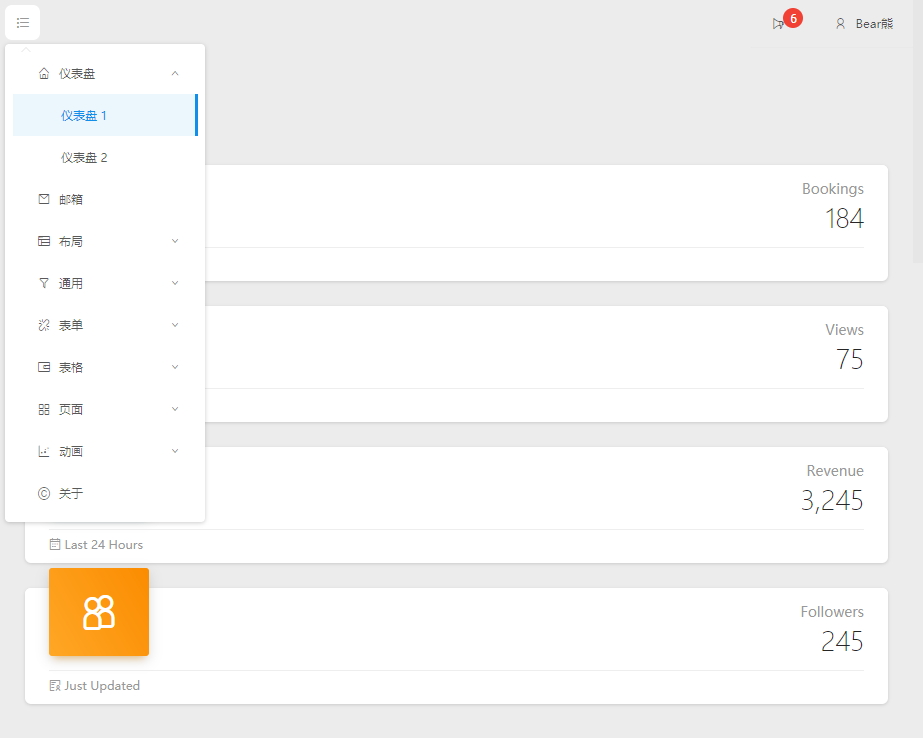 6
Bear熊
仪表盘
仪表盘 1
仪表盘 2
邮箱
布局
通用
表单
表格
页面
动画
关于
Bookings
184
Views
75
Revenue
3,245
Last 24 Hours
Followers
245
Just Updated